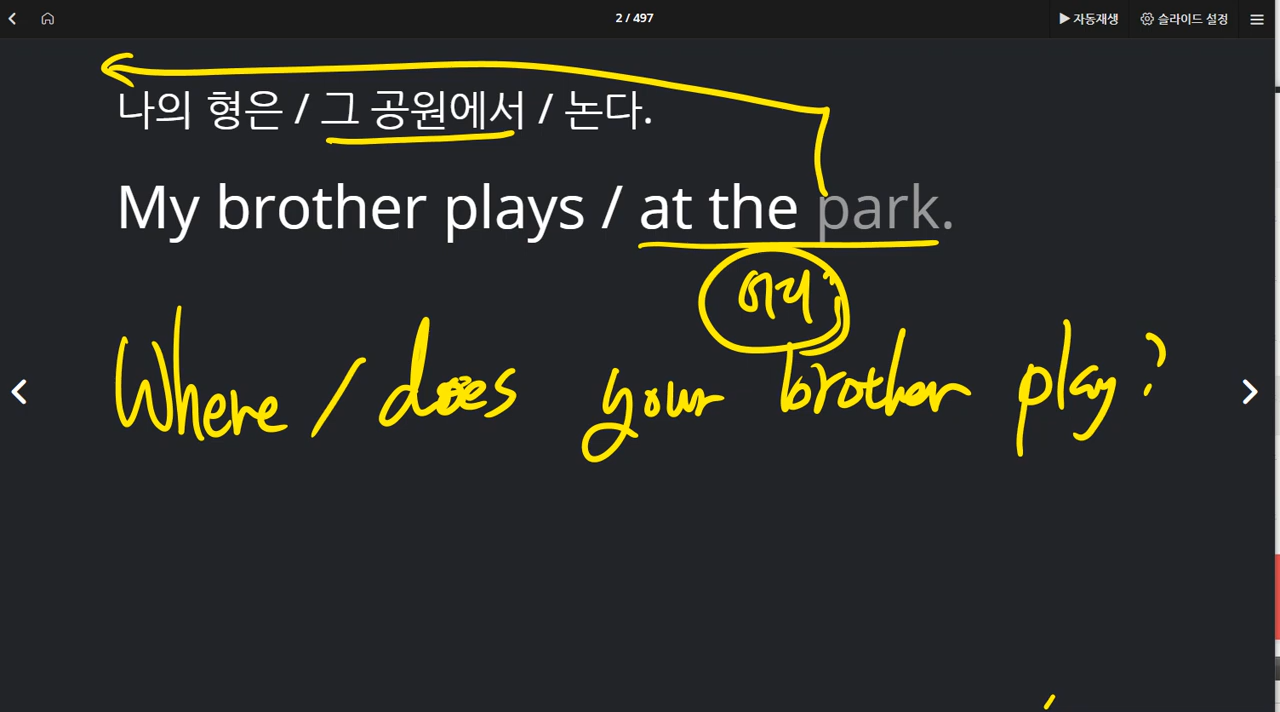 2 / 497
▶ 자동재생
슬라이드 설정
나의 형은 / 그 공원에서 / 논다.
My brother plays / at the park.
어디
Where / does your brother play?